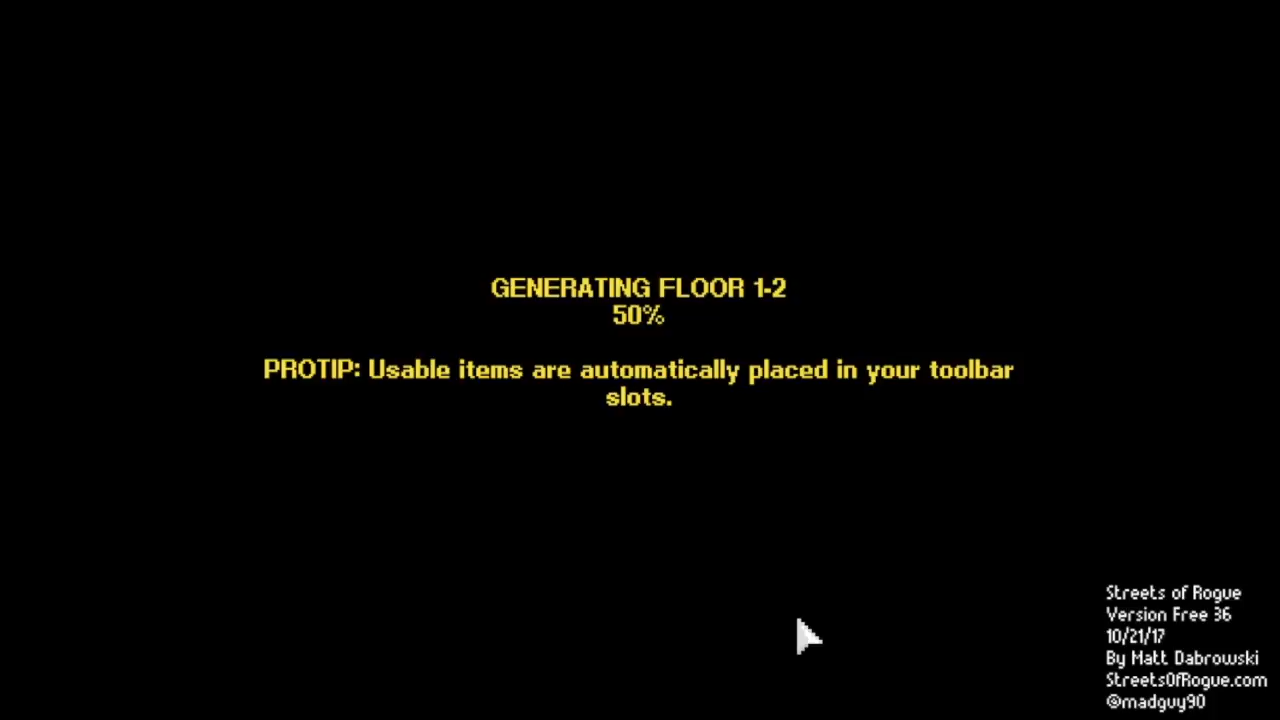 GENERATING FLOOR 1-2
50%
PROTIP: Usable items are automatically placed in your toolbar
slots.
Streets of Rogue
Version Free 36
10/21/17
By Matt Dabrowski
StreetsOfRogue.com
@madguy90